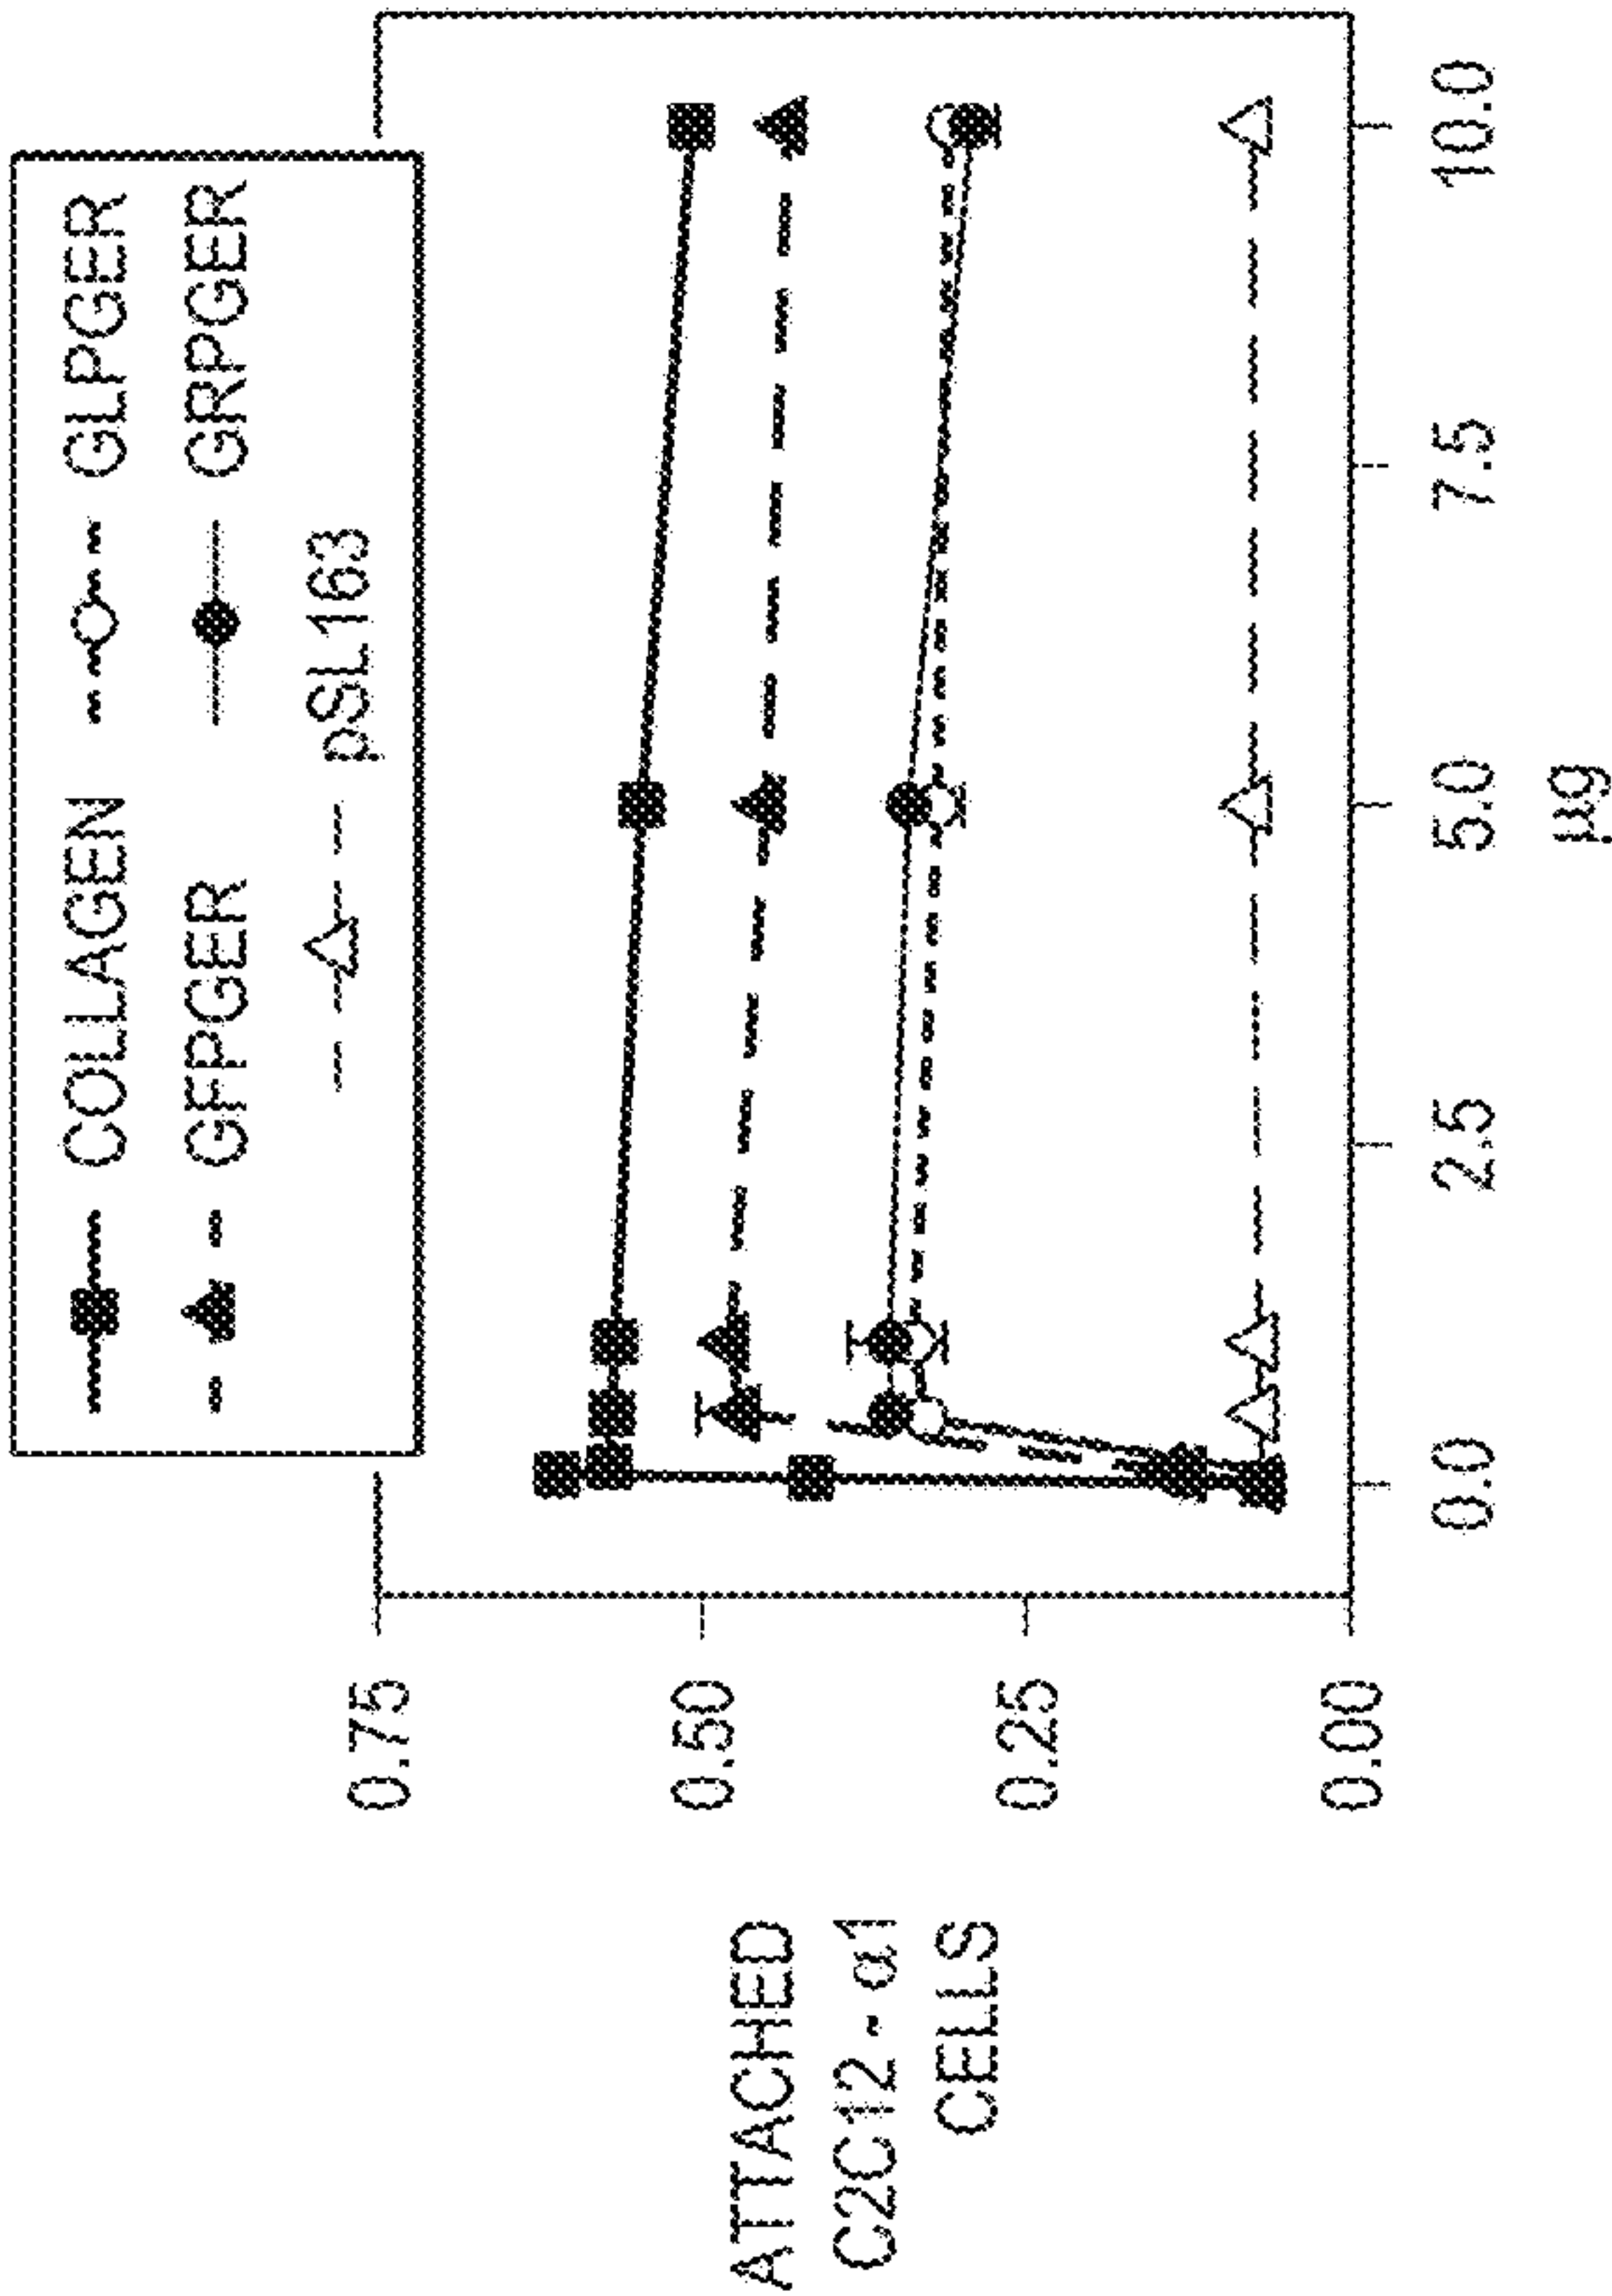 COLLAGEN GLPGER
GFPGER GRPGER
pSL163
ATTACHED
C2C12 - α1
CELLS
0.75
0.50
0.25
0.00
0.0 2.5 5.0 7.5 10.0
µg